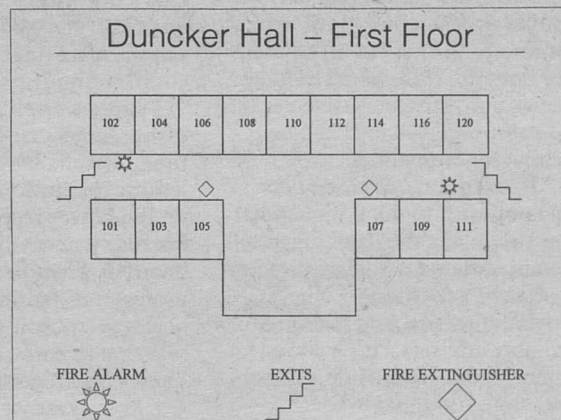 Duncker Hall – First Floor
102 104 106 108 110 112 114 116 120
101 103 105 107 109 111
FIRE ALARM EXITS FIRE EXTINGUISHER